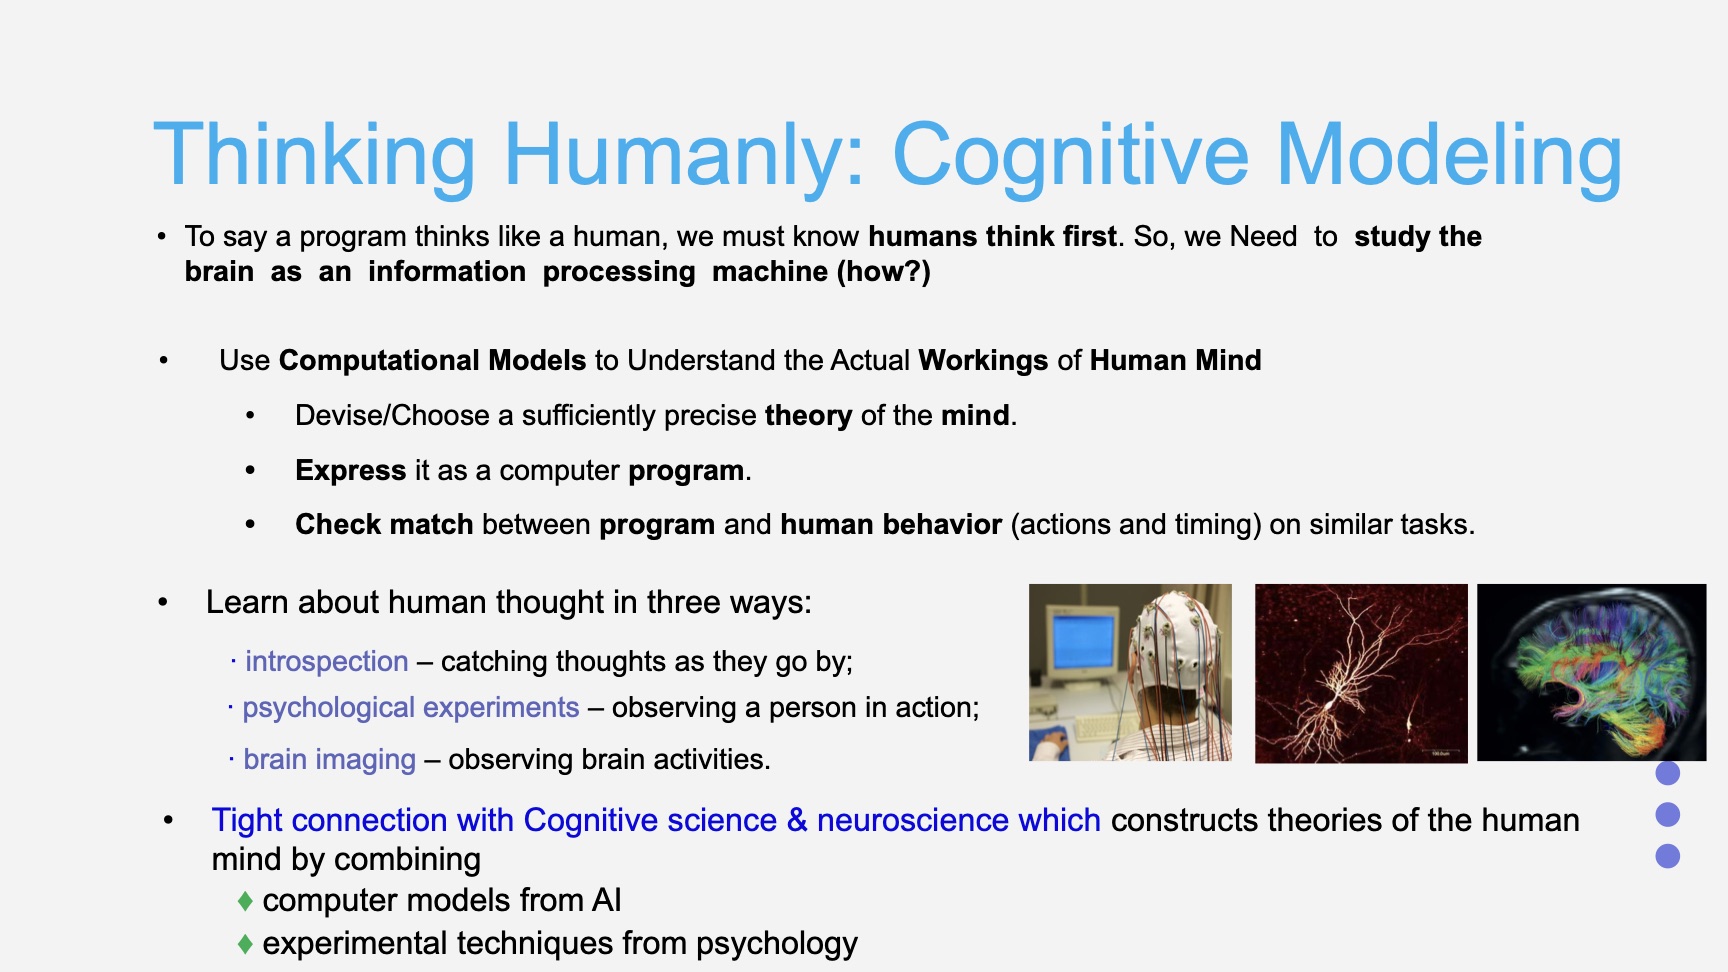 Thinking Humanly: Cognitive Modeling
• To say a program thinks like a human, we must know humans think first. So, we Need to study the
brain as an information processing machine (how?)
• Use Computational Models to Understand the Actual Workings of Human Mind
• Devise/Choose a sufficiently precise theory of the mind.
• Express it as a computer program.
• Check match between program and human behavior (actions and timing) on similar tasks.
• Learn about human thought in three ways:
· introspection – catching thoughts as they go by;
· psychological experiments – observing a person in action;
· brain imaging – observing brain activities.
• Tight connection with Cognitive science & neuroscience which constructs theories of the human
mind by combining
♦ computer models from AI
♦ experimental techniques from psychology